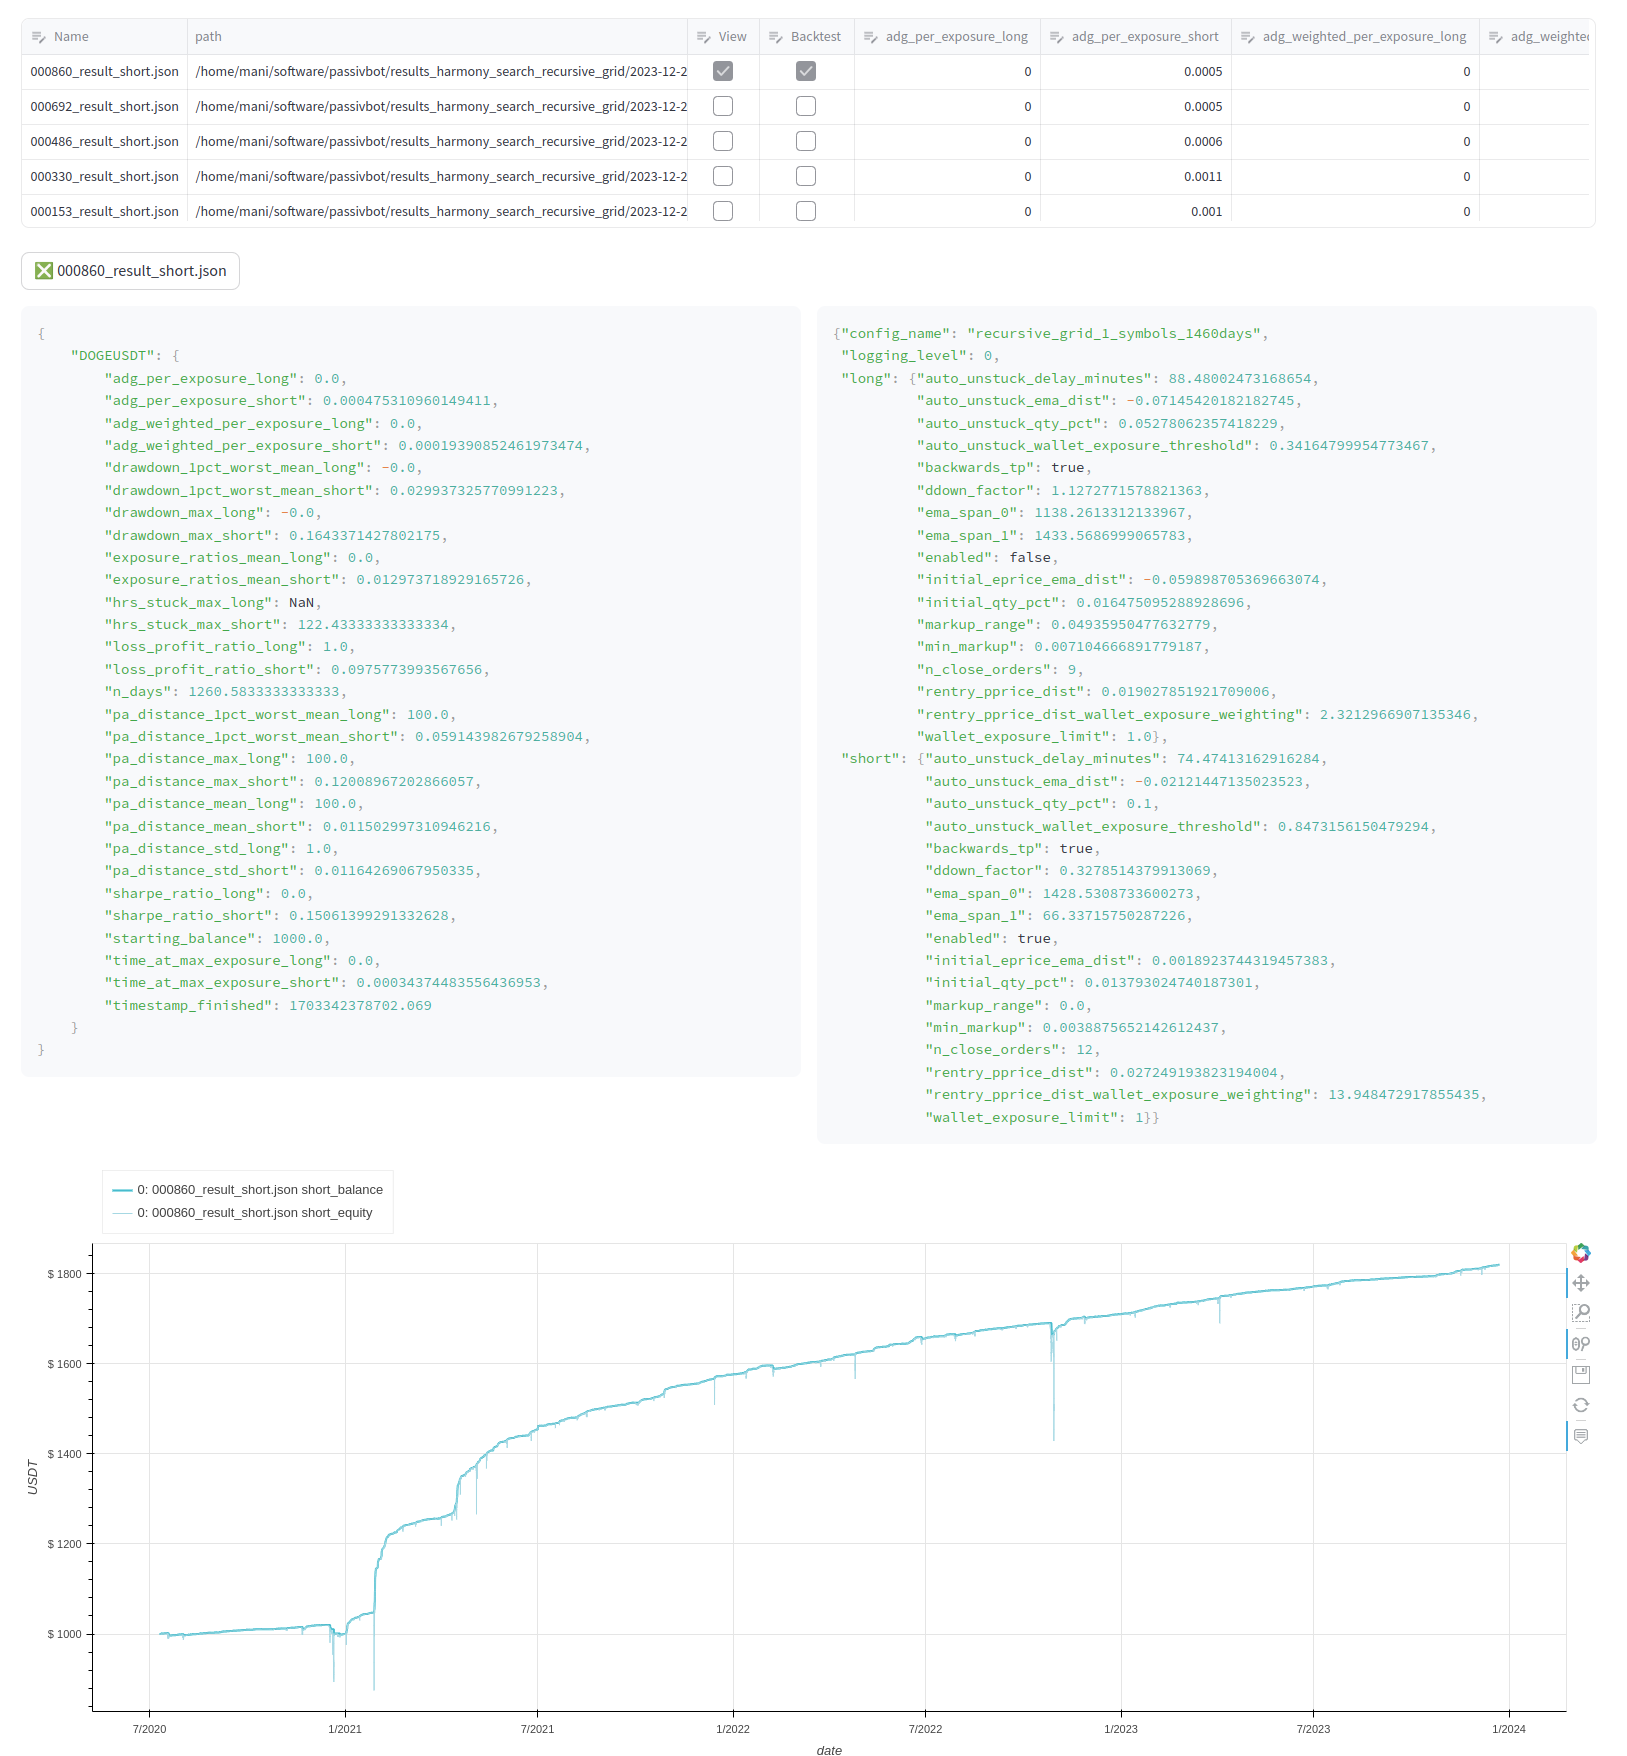 Name path View Backtest adg_per_exposure_long adg_per_exposure_short adg_weighted_per_exposure_long adg_weighted
000860_result_short.json /home/mani/software/passivbot/results_harmony_search_recursive_grid/2023-12-2 0 0.0005 0
000692_result_short.json /home/mani/software/passivbot/results_harmony_search_recursive_grid/2023-12-2 0 0.0005 0
000486_result_short.json /home/mani/software/passivbot/results_harmony_search_recursive_grid/2023-12-2 0 0.0006 0
000330_result_short.json /home/mani/software/passivbot/results_harmony_search_recursive_grid/2023-12-2 0 0.0011 0
000153_result_short.json /home/mani/software/passivbot/results_harmony_search_recursive_grid/2023-12-2 0 0.001 0
❎ 000860_result_short.json
{
"DOGEUSDT": {
"adg_per_exposure_long": 0.0,
"adg_per_exposure_short": 0.000475310960149411,
"adg_weighted_per_exposure_long": 0.0,
"adg_weighted_per_exposure_short": 0.00019390852461973474,
"drawdown_1pct_worst_mean_long": -0.0,
"drawdown_1pct_worst_mean_short": 0.029937325770991223,
"drawdown_max_long": -0.0,
"drawdown_max_short": 0.1643371427802175,
"exposure_ratios_mean_long": 0.0,
"exposure_ratios_mean_short": 0.012973718929165726,
"hrs_stuck_max_long": NaN,
"hrs_stuck_max_short": 122.43333333333334,
"loss_profit_ratio_long": 1.0,
"loss_profit_ratio_short": 0.0975773993567656,
"n_days": 1260.5833333333333,
"pa_distance_1pct_worst_mean_long": 100.0,
"pa_distance_1pct_worst_mean_short": 0.059143982679258904,
"pa_distance_max_long": 100.0,
"pa_distance_max_short": 0.12008967202866057,
"pa_distance_mean_long": 100.0,
"pa_distance_mean_short": 0.011502997310946216,
"pa_distance_std_long": 1.0,
"pa_distance_std_short": 0.01164269067950335,
"sharpe_ratio_long": 0.0,
"sharpe_ratio_short": 0.15061399291332628,
"starting_balance": 1000.0,
"time_at_max_exposure_long": 0.0,
"time_at_max_exposure_short": 0.00034374483556436953,
"timestamp_finished": 1703342378702.069
}
}
{"config_name": "recursive_grid_1_symbols_1460days",
"logging_level": 0,
"long": {"auto_unstuck_delay_minutes": 88.48002473168654,
"auto_unstuck_ema_dist": -0.07145420182182745,
"auto_unstuck_qty_pct": 0.05278062357418229,
"auto_unstuck_wallet_exposure_threshold": 0.34164799954773467,
"backwards_tp": true,
"ddown_factor": 1.1272771578821363,
"ema_span_0": 1138.2613312133967,
"ema_span_1": 1433.5686999065783,
"enabled": false,
"initial_eprice_ema_dist": -0.059898705369663074,
"initial_qty_pct": 0.016475095288928696,
"markup_range": 0.04935950477632779,
"min_markup": 0.007104666891779187,
"n_close_orders": 9,
"rentry_pprice_dist": 0.019027851921709006,
"rentry_pprice_dist_wallet_exposure_weighting": 2.3212966907135346,
"wallet_exposure_limit": 1.0},
"short": {"auto_unstuck_delay_minutes": 74.47413162916284,
"auto_unstuck_ema_dist": -0.02121447135023523,
"auto_unstuck_qty_pct": 0.1,
"auto_unstuck_wallet_exposure_threshold": 0.8473156150479294,
"backwards_tp": true,
"ddown_factor": 0.3278514379913069,
"ema_span_0": 1428.5308733600273,
"ema_span_1": 66.33715750287226,
"enabled": true,
"initial_eprice_ema_dist": 0.0018923744319457383,
"initial_qty_pct": 0.013793024740187301,
"markup_range": 0.0,
"min_markup": 0.0038875652142612437,
"n_close_orders": 12,
"rentry_pprice_dist": 0.027249193823194004,
"rentry_pprice_dist_wallet_exposure_weighting": 13.948472917855435,
"wallet_exposure_limit": 1}}
0: 000860_result_short.json short_balance
0: 000860_result_short.json short_equity
$ 1800
$ 1600
$ 1400
$ 1200
$ 1000
USDT
7/2020 1/2021 7/2021 1/2022 7/2022 1/2023 7/2023 1/2024
date